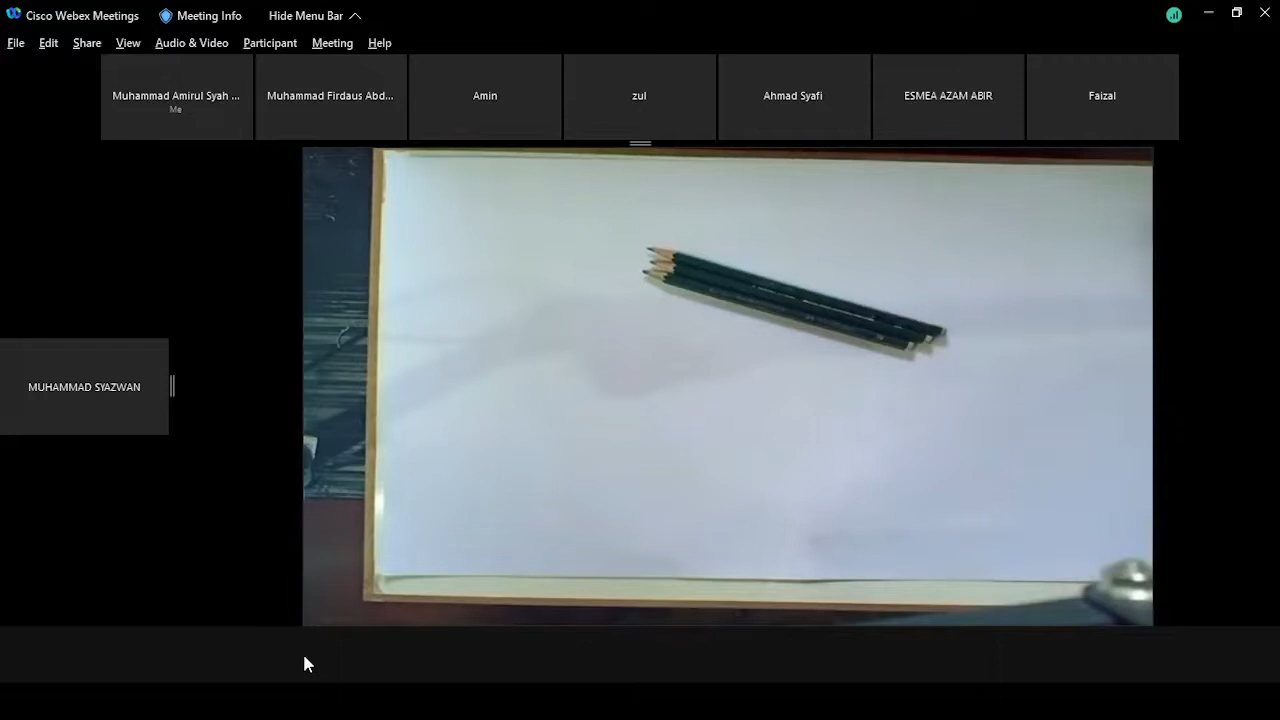 Cisco Webex Meetings
Meeting Info
Hide Menu Bar
File Edit Share View Audio & Video Participant Meeting Help
Muhammad Amirul Syah ...
Me
Muhammad Firdaus Abd...
Amin
zul
Ahmad Syafi
ESMEA AZAM ABIR
Faizal
MUHAMMAD SYAZWAN